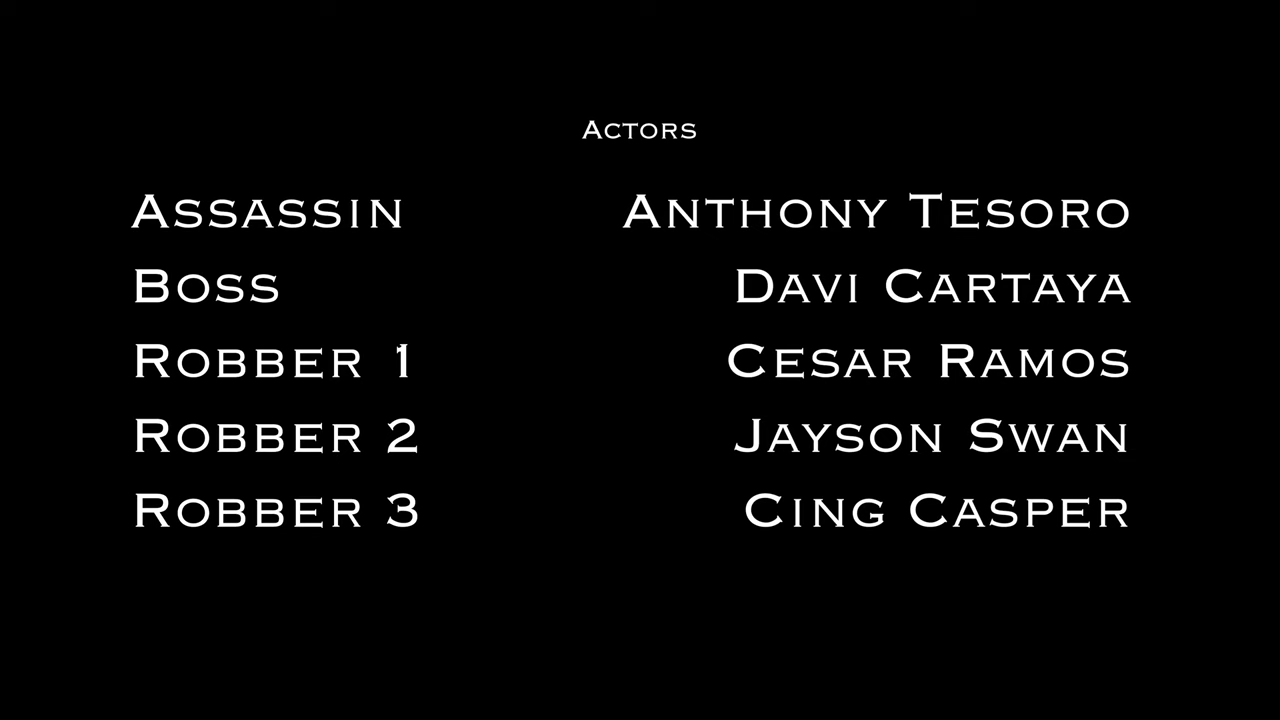 Actors
Assassin Anthony Tesoro
Boss Davi Cartaya
Robber 1 Cesar Ramos
Robber 2 Jayson Swan
Robber 3 Cing Casper